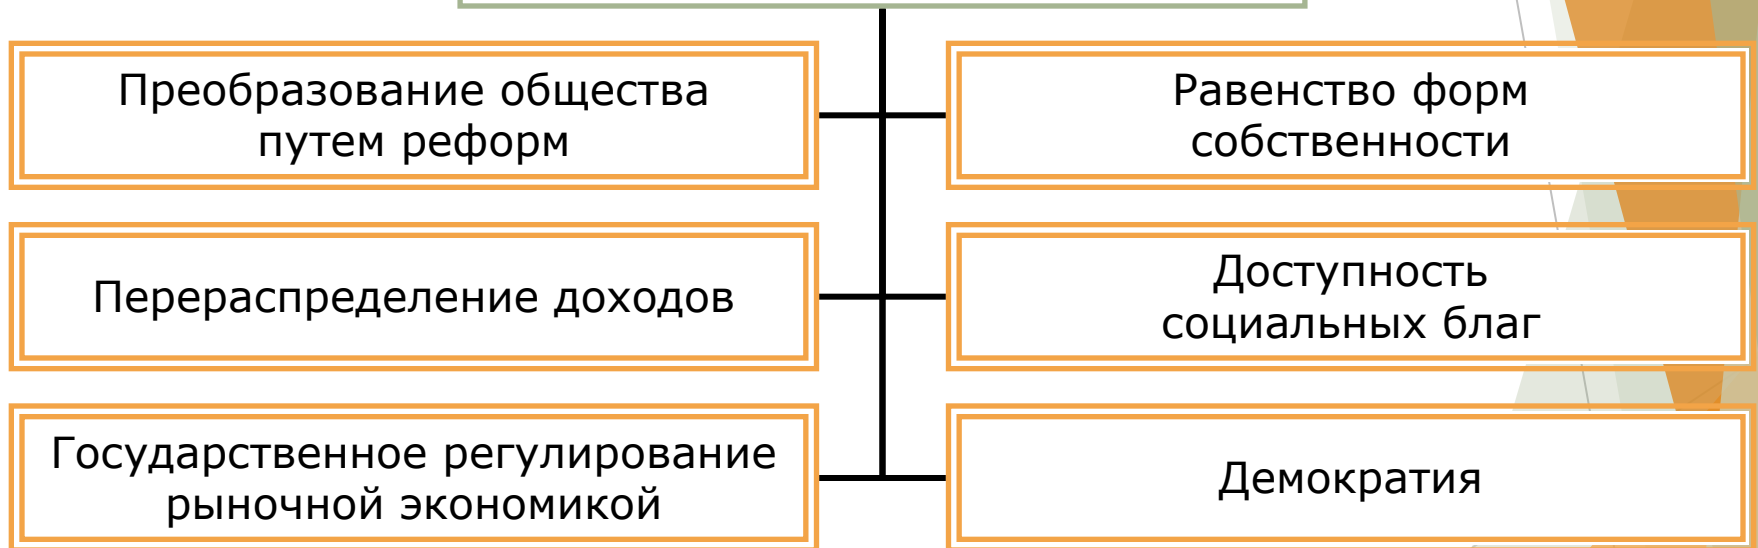 Преобразование общества
путем реформ
Равенство форм
собственности
Перераспределение доходов
Доступность
социальных благ
Государственное регулирование
рыночной экономикой
Демократия